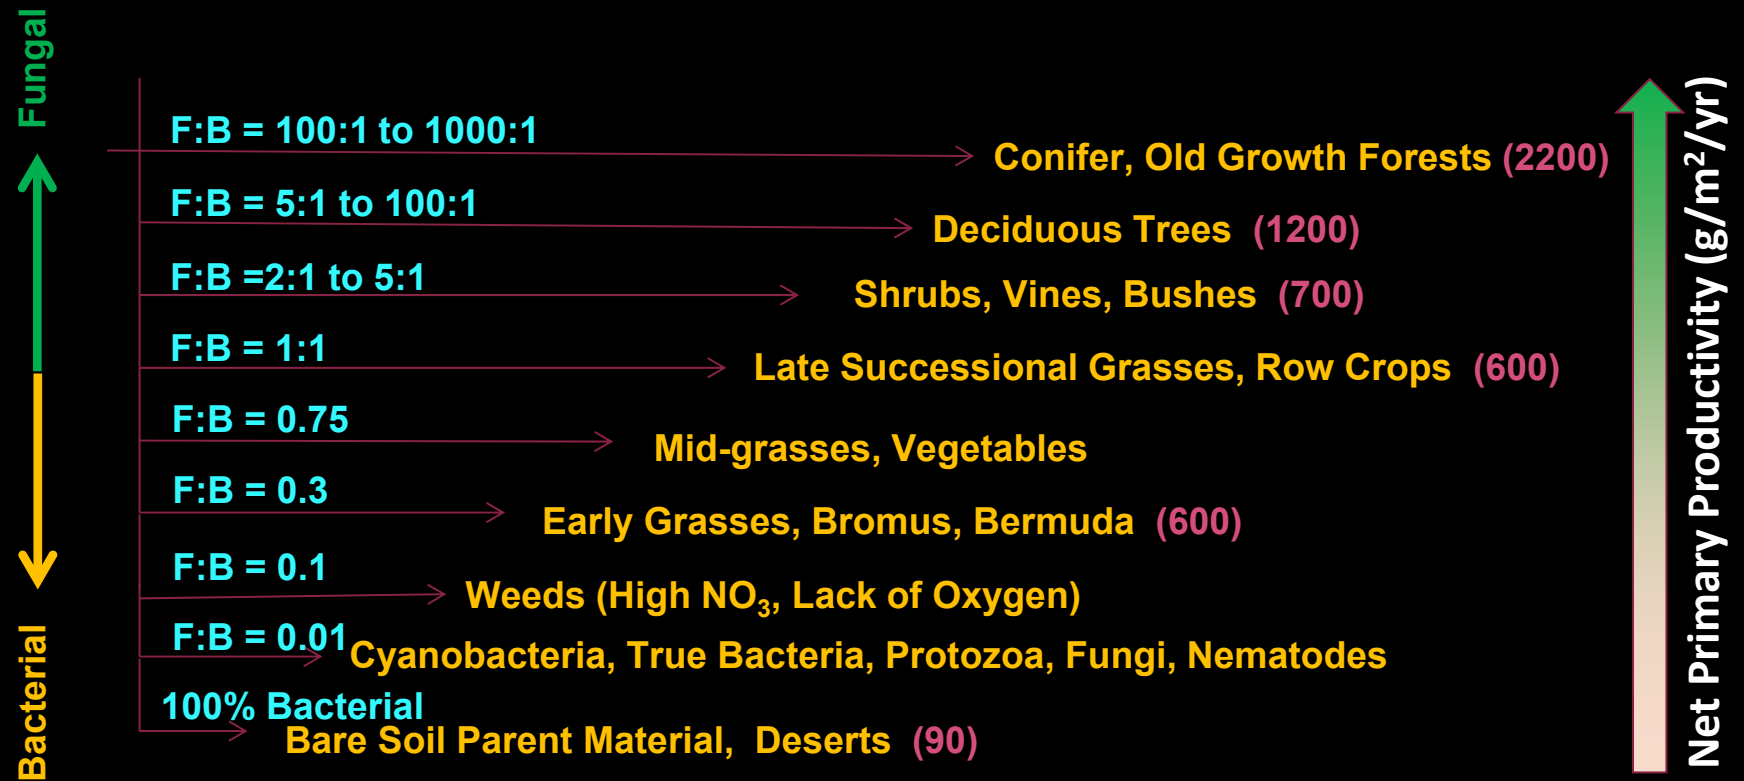 Fungal
F:B = 100:1 to 1000:1
Conifer, Old Growth Forests (2200)
F:B = 5:1 to 100:1
Deciduous Trees (1200)
F:B =2:1 to 5:1
Shrubs, Vines, Bushes (700)
F:B = 1:1
Late Successional Grasses, Row Crops (600)
F:B = 0.75
Mid-grasses, Vegetables
F:B = 0.3
Early Grasses, Bromus, Bermuda (600)
F:B = 0.1
Weeds (High NO₃, Lack of Oxygen)
F:B = 0.01
Cyanobacteria, True Bacteria, Protozoa, Fungi, Nematodes
100% Bacterial
Bare Soil Parent Material, Deserts (90)
Bacterial
Net Primary Productivity (g/m²/yr)